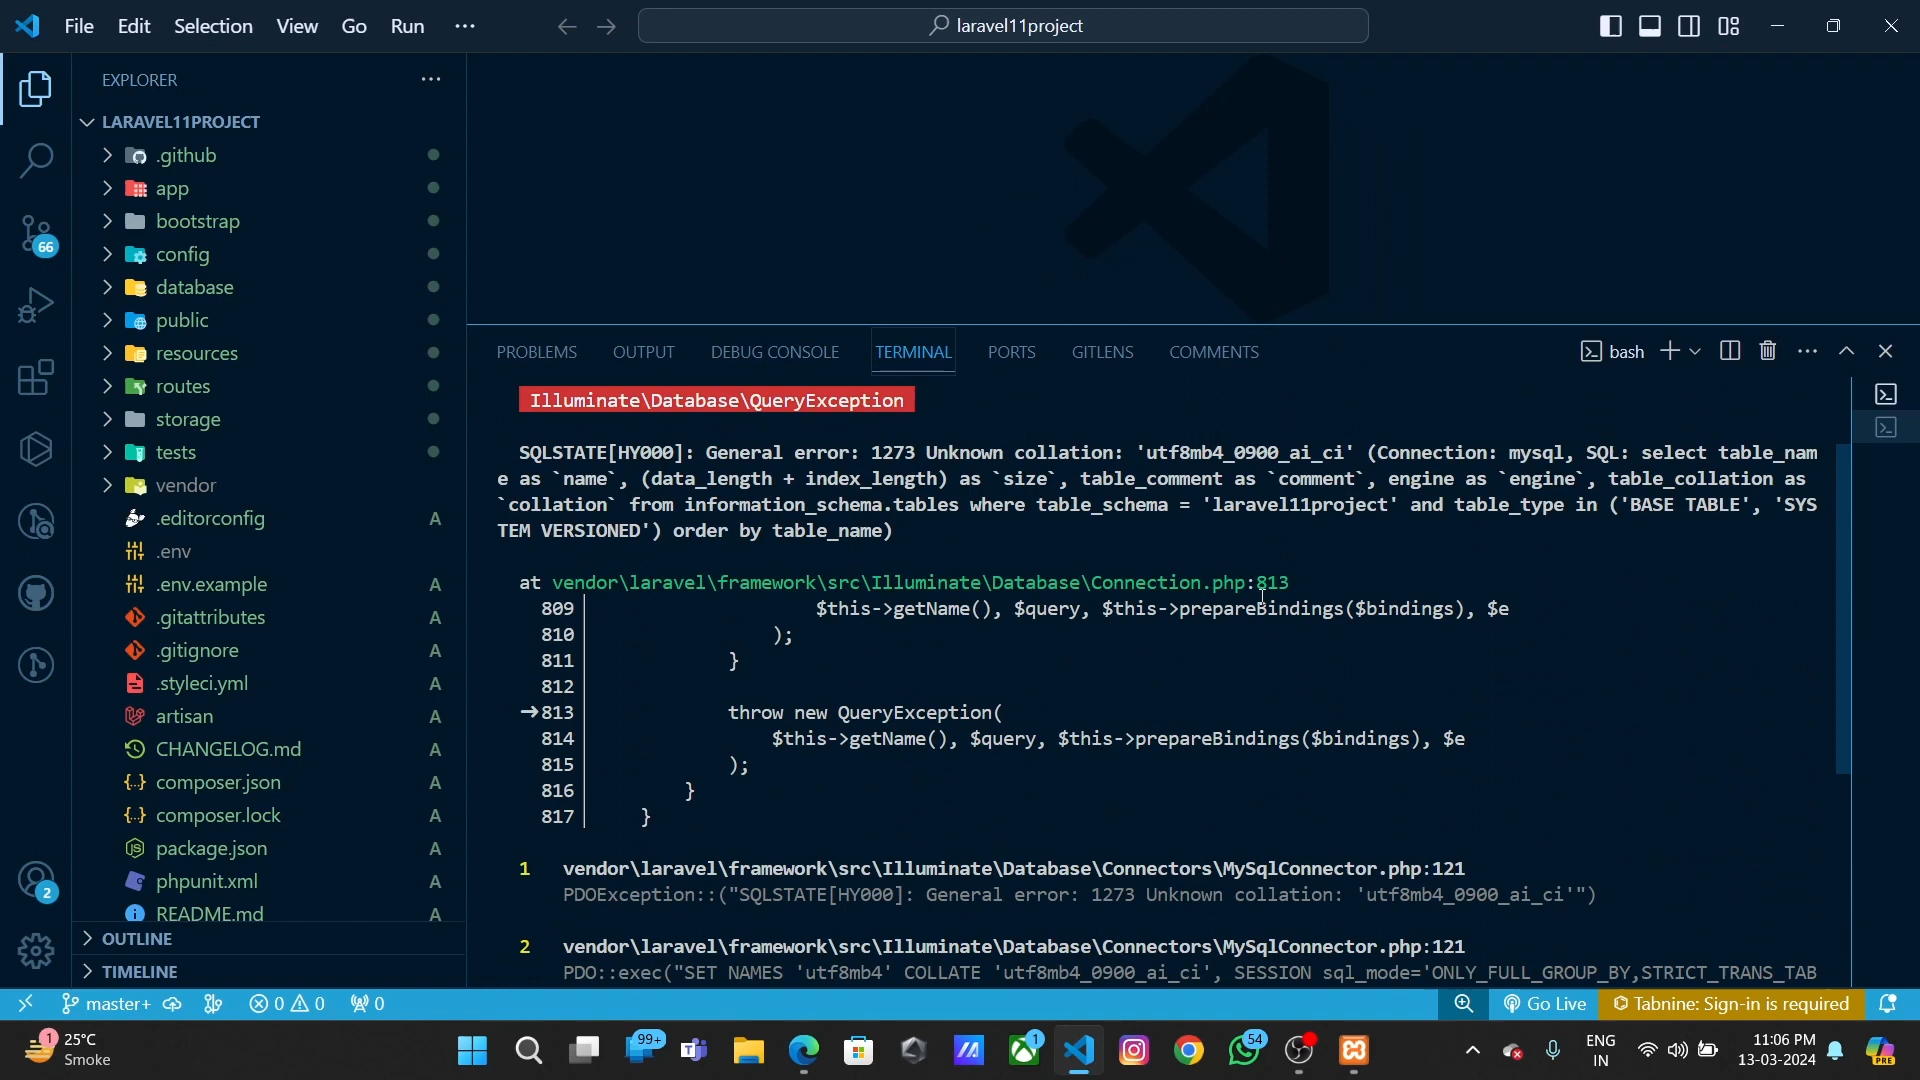 File Edit Selection View Go Run ··· ← → laravel11project
EXPLORER ···
LARAVEL11PROJECT
.github
app
bootstrap
config
database
public
resources
routes
storage
tests
vendor
.editorconfig A
.env
.env.example A
.gitattributes A
.gitignore A
.styleci.yml A
artisan A
CHANGELOG.md A
composer.json A
composer.lock A
package.json A
phpunit.xml A
README.md A
OUTLINE
TIMELINE
66
2
PROBLEMS OUTPUT DEBUG CONSOLE TERMINAL PORTS GITLENS COMMENTS bash
Illuminate\Database\QueryException
SQLSTATE[HY000]: General error: 1273 Unknown collation: 'utf8mb4_0900_ai_ci' (Connection: mysql, SQL: select table_nam
e as `name`, (data_length + index_length) as `size`, table_comment as `comment`, engine as `engine`, table_collation as
`collation` from information_schema.tables where table_schema = 'laravel11project' and table_type in ('BASE TABLE', 'SYS
TEM VERSIONED') order by table_name)
at vendor\laravel\framework\src\Illuminate\Database\Connection.php:813
809 $this->getName(), $query, $this->prepareBindings($bindings), $e
810 );
811 }
812
→813 throw new QueryException(
814 $this->getName(), $query, $this->prepareBindings($bindings), $e
815 );
816 }
817 }
1 vendor\laravel\framework\src\Illuminate\Database\Connectors\MySqlConnector.php:121
PDOException::("SQLSTATE[HY000]: General error: 1273 Unknown collation: 'utf8mb4_0900_ai_ci'")
2 vendor\laravel\framework\src\Illuminate\Database\Connectors\MySqlConnector.php:121
PDO::exec("SET NAMES 'utf8mb4' COLLATE 'utf8mb4_0900_ai_ci', SESSION sql_mode='ONLY_FULL_GROUP_BY,STRICT_TRANS_TAB
master+ 0 0 0 Go Live Tabnine: Sign-in is required
1 25°C
Smoke
99+ 1 54
ENG
IN
11:06 PM
13-03-2024
PRE